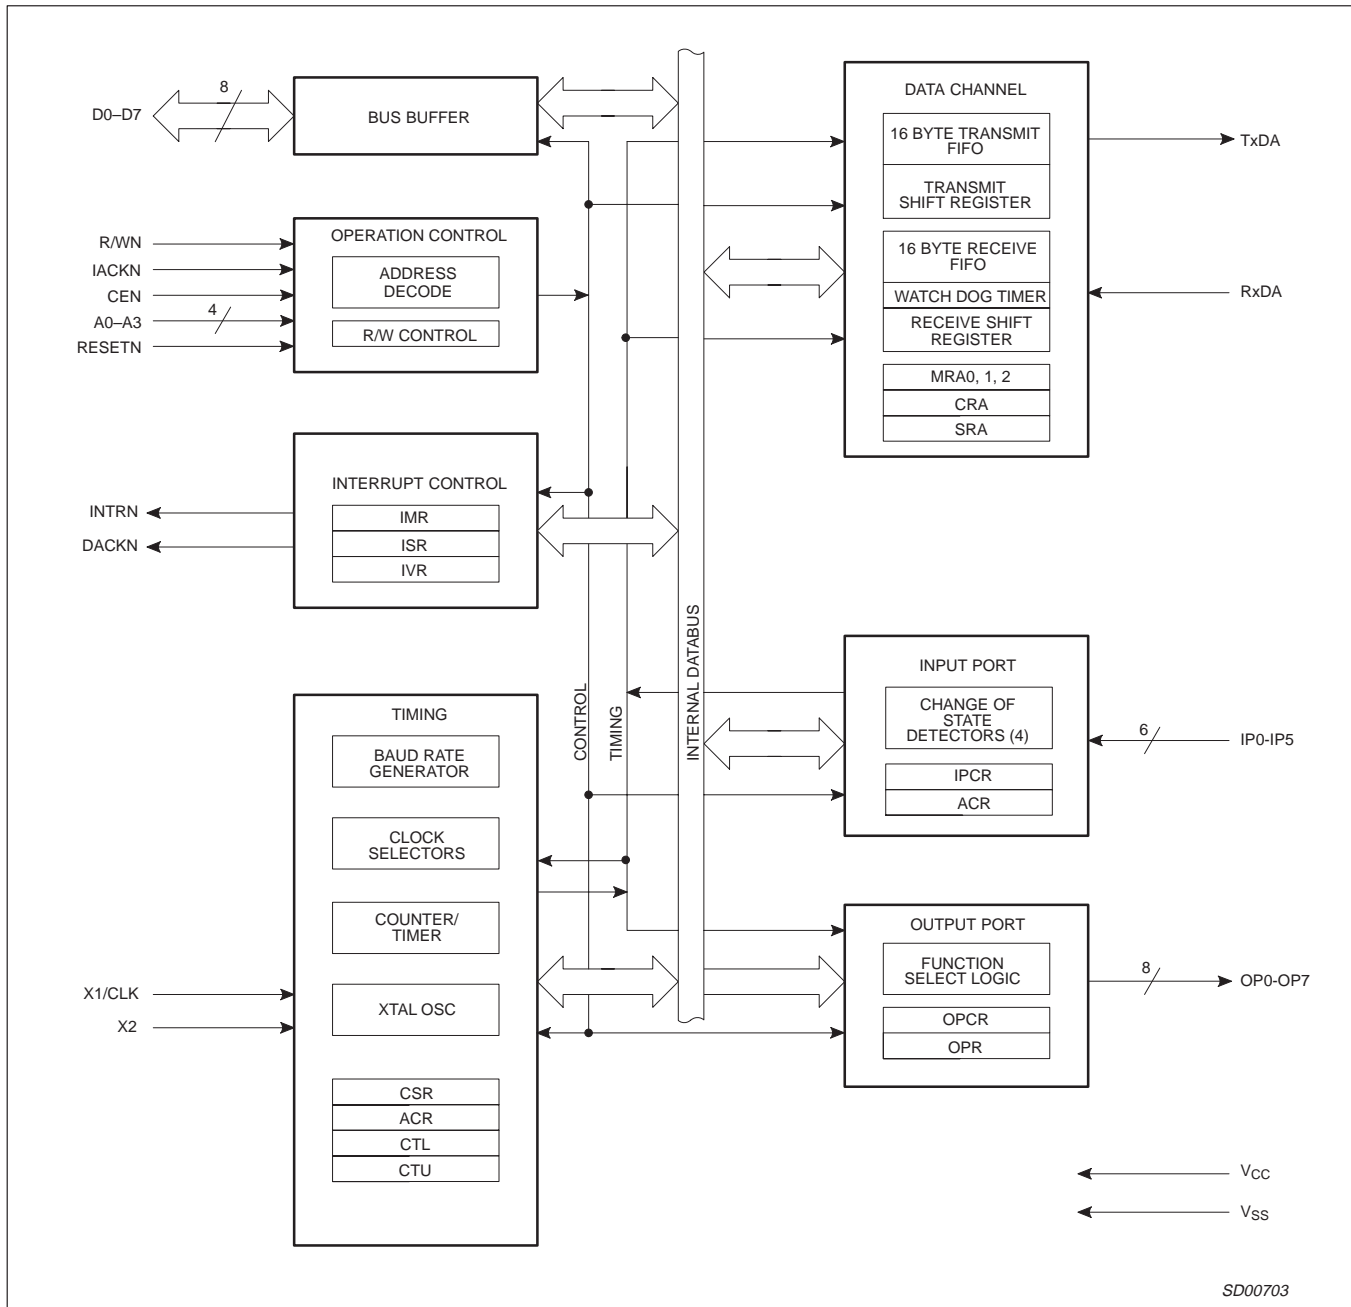 D0–D7
8
BUS BUFFER
R/WN
IACKN
CEN
A0–A3
4
RESETN
OPERATION CONTROL
ADDRESS
DECODE
R/W CONTROL
INTRN
DACKN
INTERRUPT CONTROL
IMR
ISR
IVR
TIMING
BAUD RATE
GENERATOR
CLOCK
SELECTORS
COUNTER/
TIMER
X1/CLK
X2
XTAL OSC
CSR
ACR
CTL
CTU
CONTROL
TIMING
INTERNAL DATABUS
DATA CHANNEL
16 BYTE TRANSMIT
FIFO
TRANSMIT
SHIFT REGISTER
16 BYTE RECEIVE
FIFO
WATCH DOG TIMER
RECEIVE SHIFT
REGISTER
MRA0, 1, 2
CRA
SRA
TxDA
RxDA
INPUT PORT
CHANGE OF
STATE
DETECTORS (4)
IPCR
ACR
6
IP0-IP5
OUTPUT PORT
FUNCTION
SELECT LOGIC
OPCR
OPR
8
OP0-OP7
VCC
VSS
SD00703